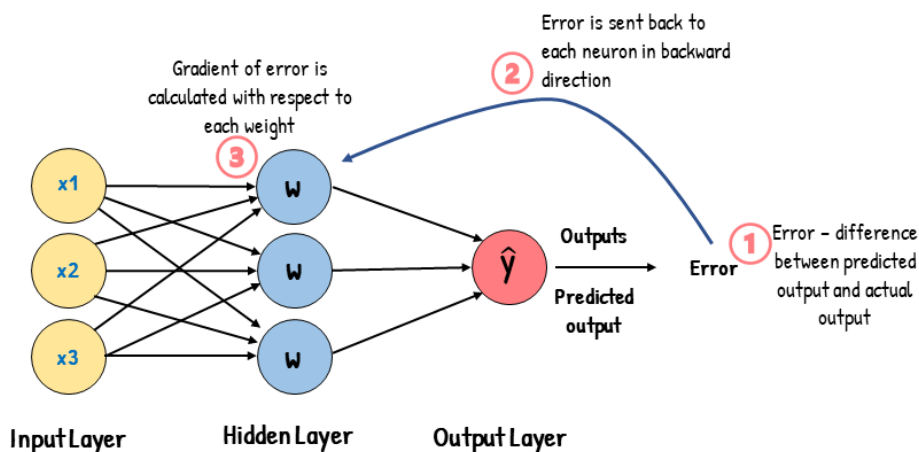 Error is sent back to
each neuron in backward
direction
2
Gradient of error is
calculated with respect to
each weight
3
x1
w
x2
w
x3
w
ŷ
Outputs
Predicted
output
Error
1
Error - difference
between predicted
output and actual
output
Input Layer
Hidden Layer
Output Layer